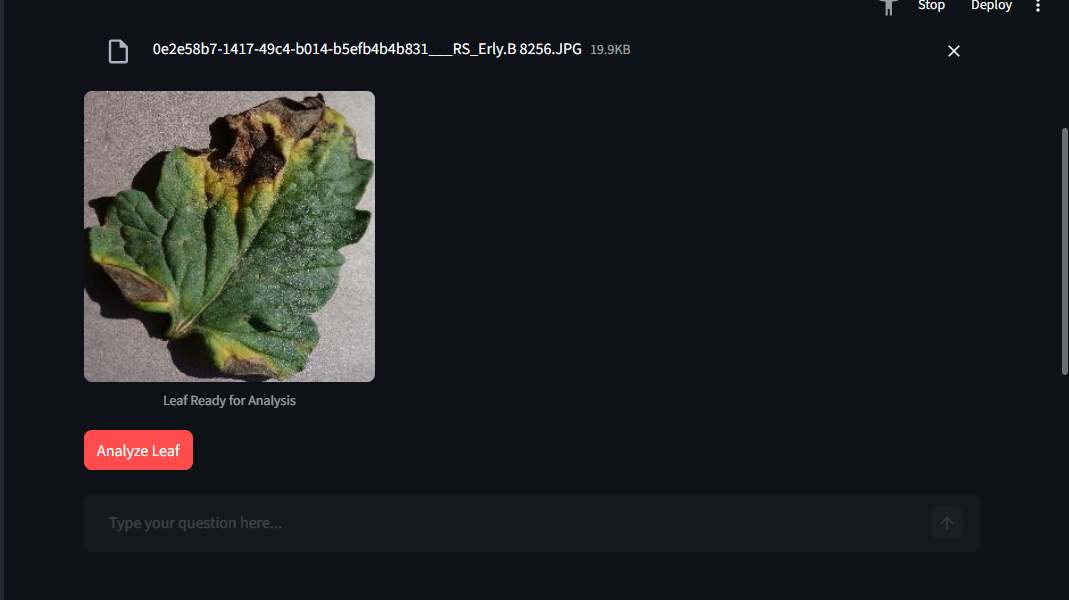 Stop Deploy
0e2e58b7-1417-49c4-b014-b5efb4b4b831___RS_Erly.B 8256.JPG 19.9KB
Leaf Ready for Analysis
Analyze Leaf
Type your question here...